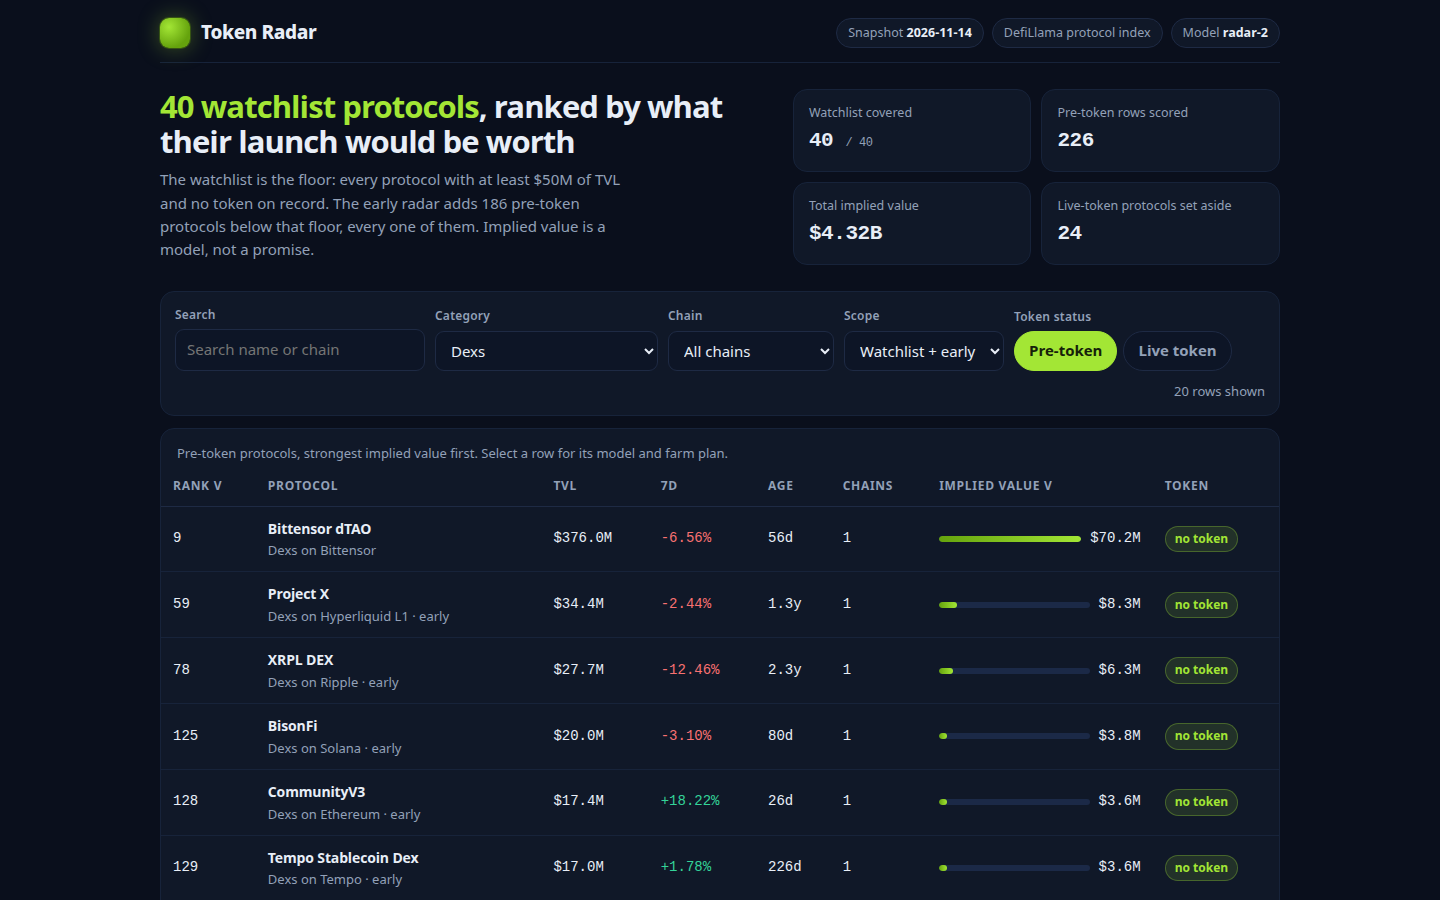 Token Radar
Snapshot 2026-11-14
DefiLlama protocol index
Model radar-2
40 watchlist protocols, ranked by what
their launch would be worth
The watchlist is the floor: every protocol with at least $50M of TVL
and no token on record. The early radar adds 186 pre-token
protocols below that floor, every one of them. Implied value is a
model, not a promise.
Watchlist covered
40 / 40
Pre-token rows scored
226
Total implied value
$4.32B
Live-token protocols set aside
24
Search
Search name or chain
Category
Dexs
Chain
All chains
Scope
Watchlist + early
Token status
Pre-token
Live token
20 rows shown
Pre-token protocols, strongest implied value first. Select a row for its model and farm plan.
RANK V PROTOCOL TVL 7D AGE CHAINS IMPLIED VALUE V TOKEN
9 Bittensor dTAO $376.0M -6.56% 56d 1 $70.2M no token
Dexs on Bittensor
59 Project X $34.4M -2.44% 1.3y 1 $8.3M no token
Dexs on Hyperliquid L1 · early
78 XRPL DEX $27.7M -12.46% 2.3y 1 $6.3M no token
Dexs on Ripple · early
125 BisonFi $20.0M -3.10% 80d 1 $3.8M no token
Dexs on Solana · early
128 CommunityV3 $17.4M +18.22% 26d 1 $3.6M no token
Dexs on Ethereum · early
129 Tempo Stablecoin Dex $17.0M +1.78% 226d 1 $3.6M no token
Dexs on Tempo · early